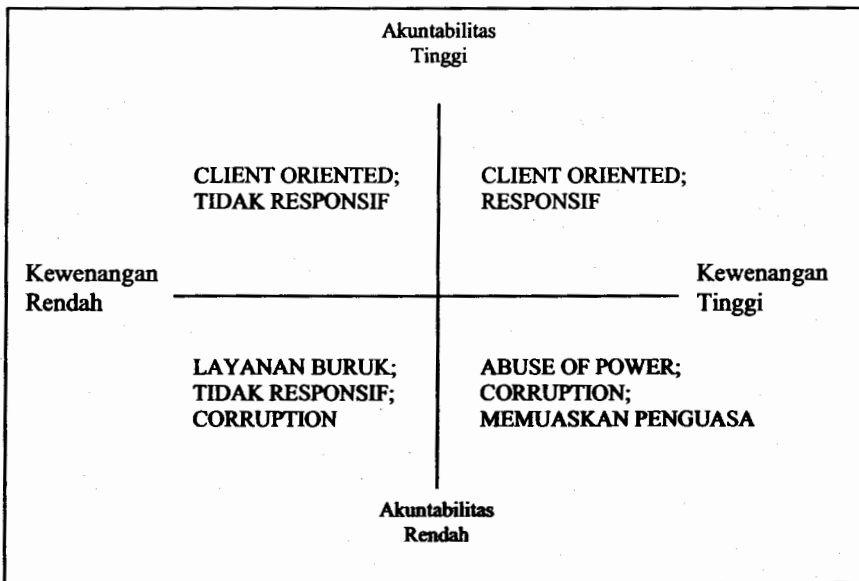 Akuntabilitas
Tinggi
CLIENT ORIENTED;
TIDAK RESPONSIF
CLIENT ORIENTED;
RESPONSIF
Kewenangan
Rendah
Kewenangan
Tinggi
LAYANAN BURUK;
TIDAK RESPONSIF;
CORRUPTION
ABUSE OF POWER;
CORRUPTION;
MEMUASKAN PENGUASA
Akuntabilitas
Rendah